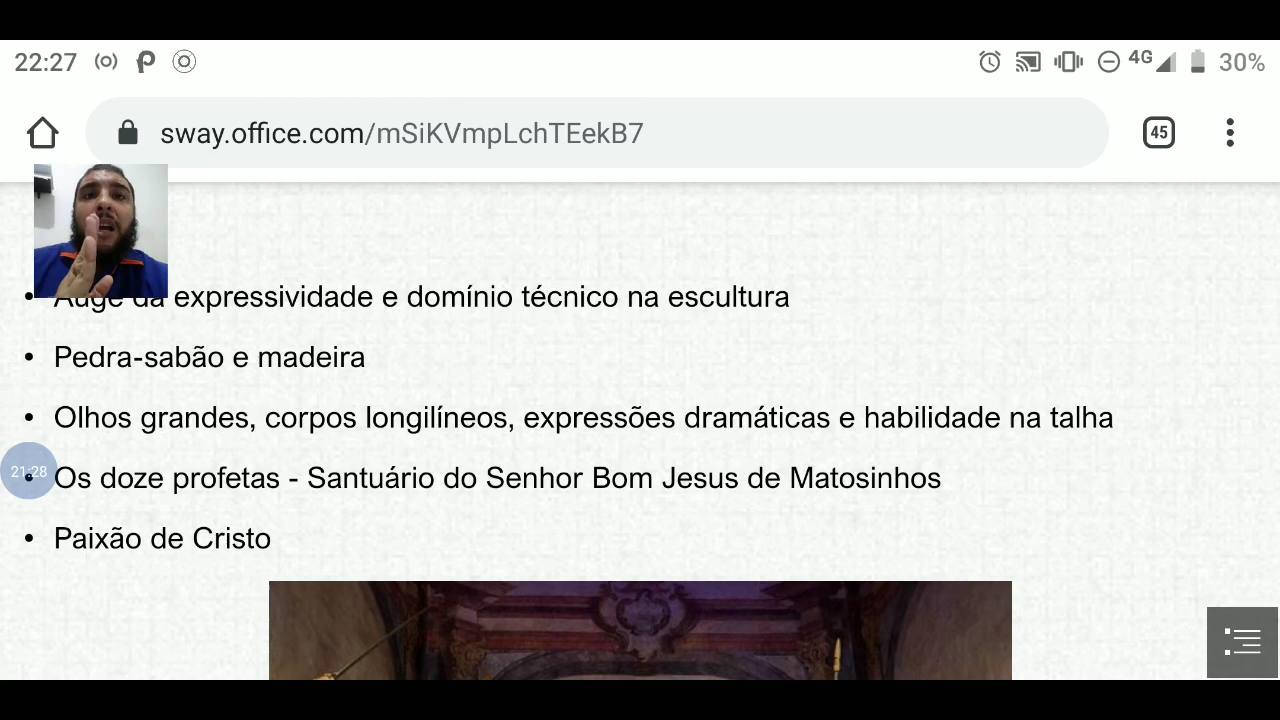 22:27
4G
30%
sway.office.com/mSiKVmpLchTEekB7
45
Auge da expressividade e domínio técnico na escultura
Pedra-sabão e madeira
Olhos grandes, corpos longilíneos, expressões dramáticas e habilidade na talha
21:28
Os doze profetas - Santuário do Senhor Bom Jesus de Matosinhos
Paixão de Cristo